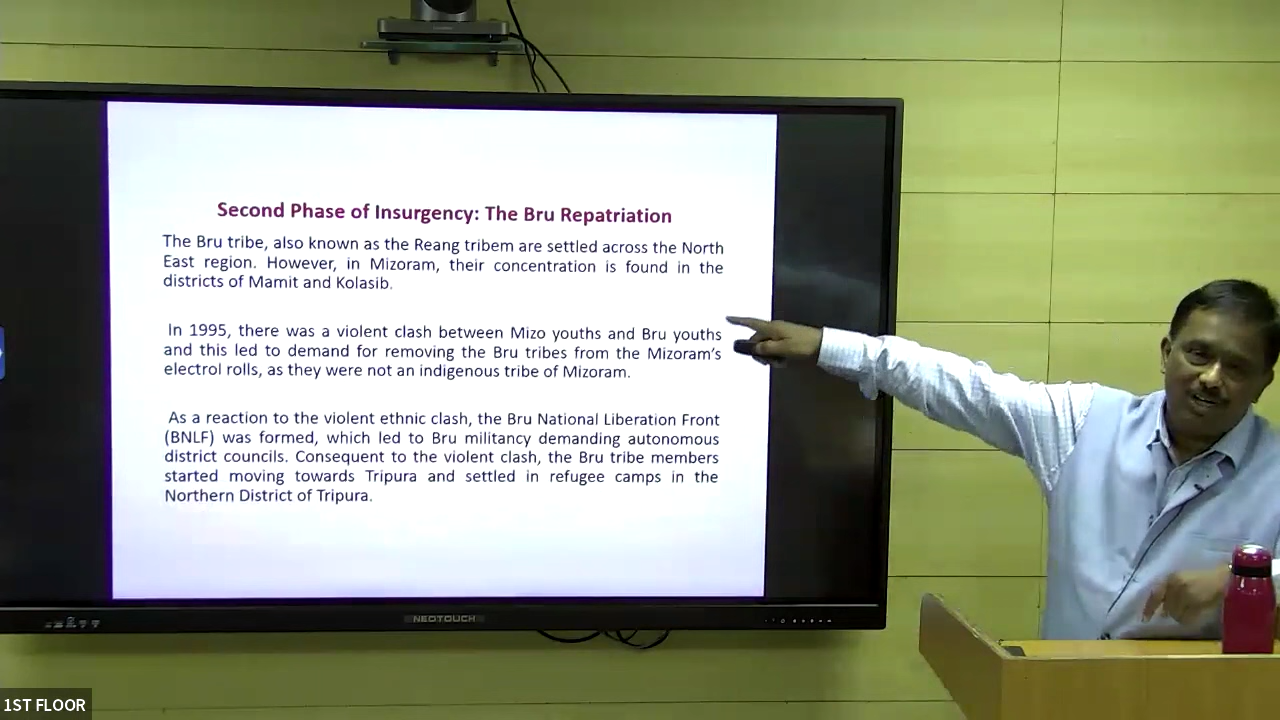 Second Phase of Insurgency: The Bru Repatriation
The Bru tribe, also known as the Reang tribem are settled across the North
East region. However, in Mizoram, their concentration is found in the
districts of Mamit and Kolasib.
In 1995, there was a violent clash between Mizo youths and Bru youths
and this led to demand for removing the Bru tribes from the Mizoram's
electrol rolls, as they were not an indigenous tribe of Mizoram.
As a reaction to the violent ethnic clash, the Bru National Liberation Front
(BNLF) was formed, which led to Bru militancy demanding autonomous
district councils. Consequent to the violent clash, the Bru tribe members
started moving towards Tripura and settled in refugee camps in the
Northern District of Tripura.
NEOTOUCH
1ST FLOOR